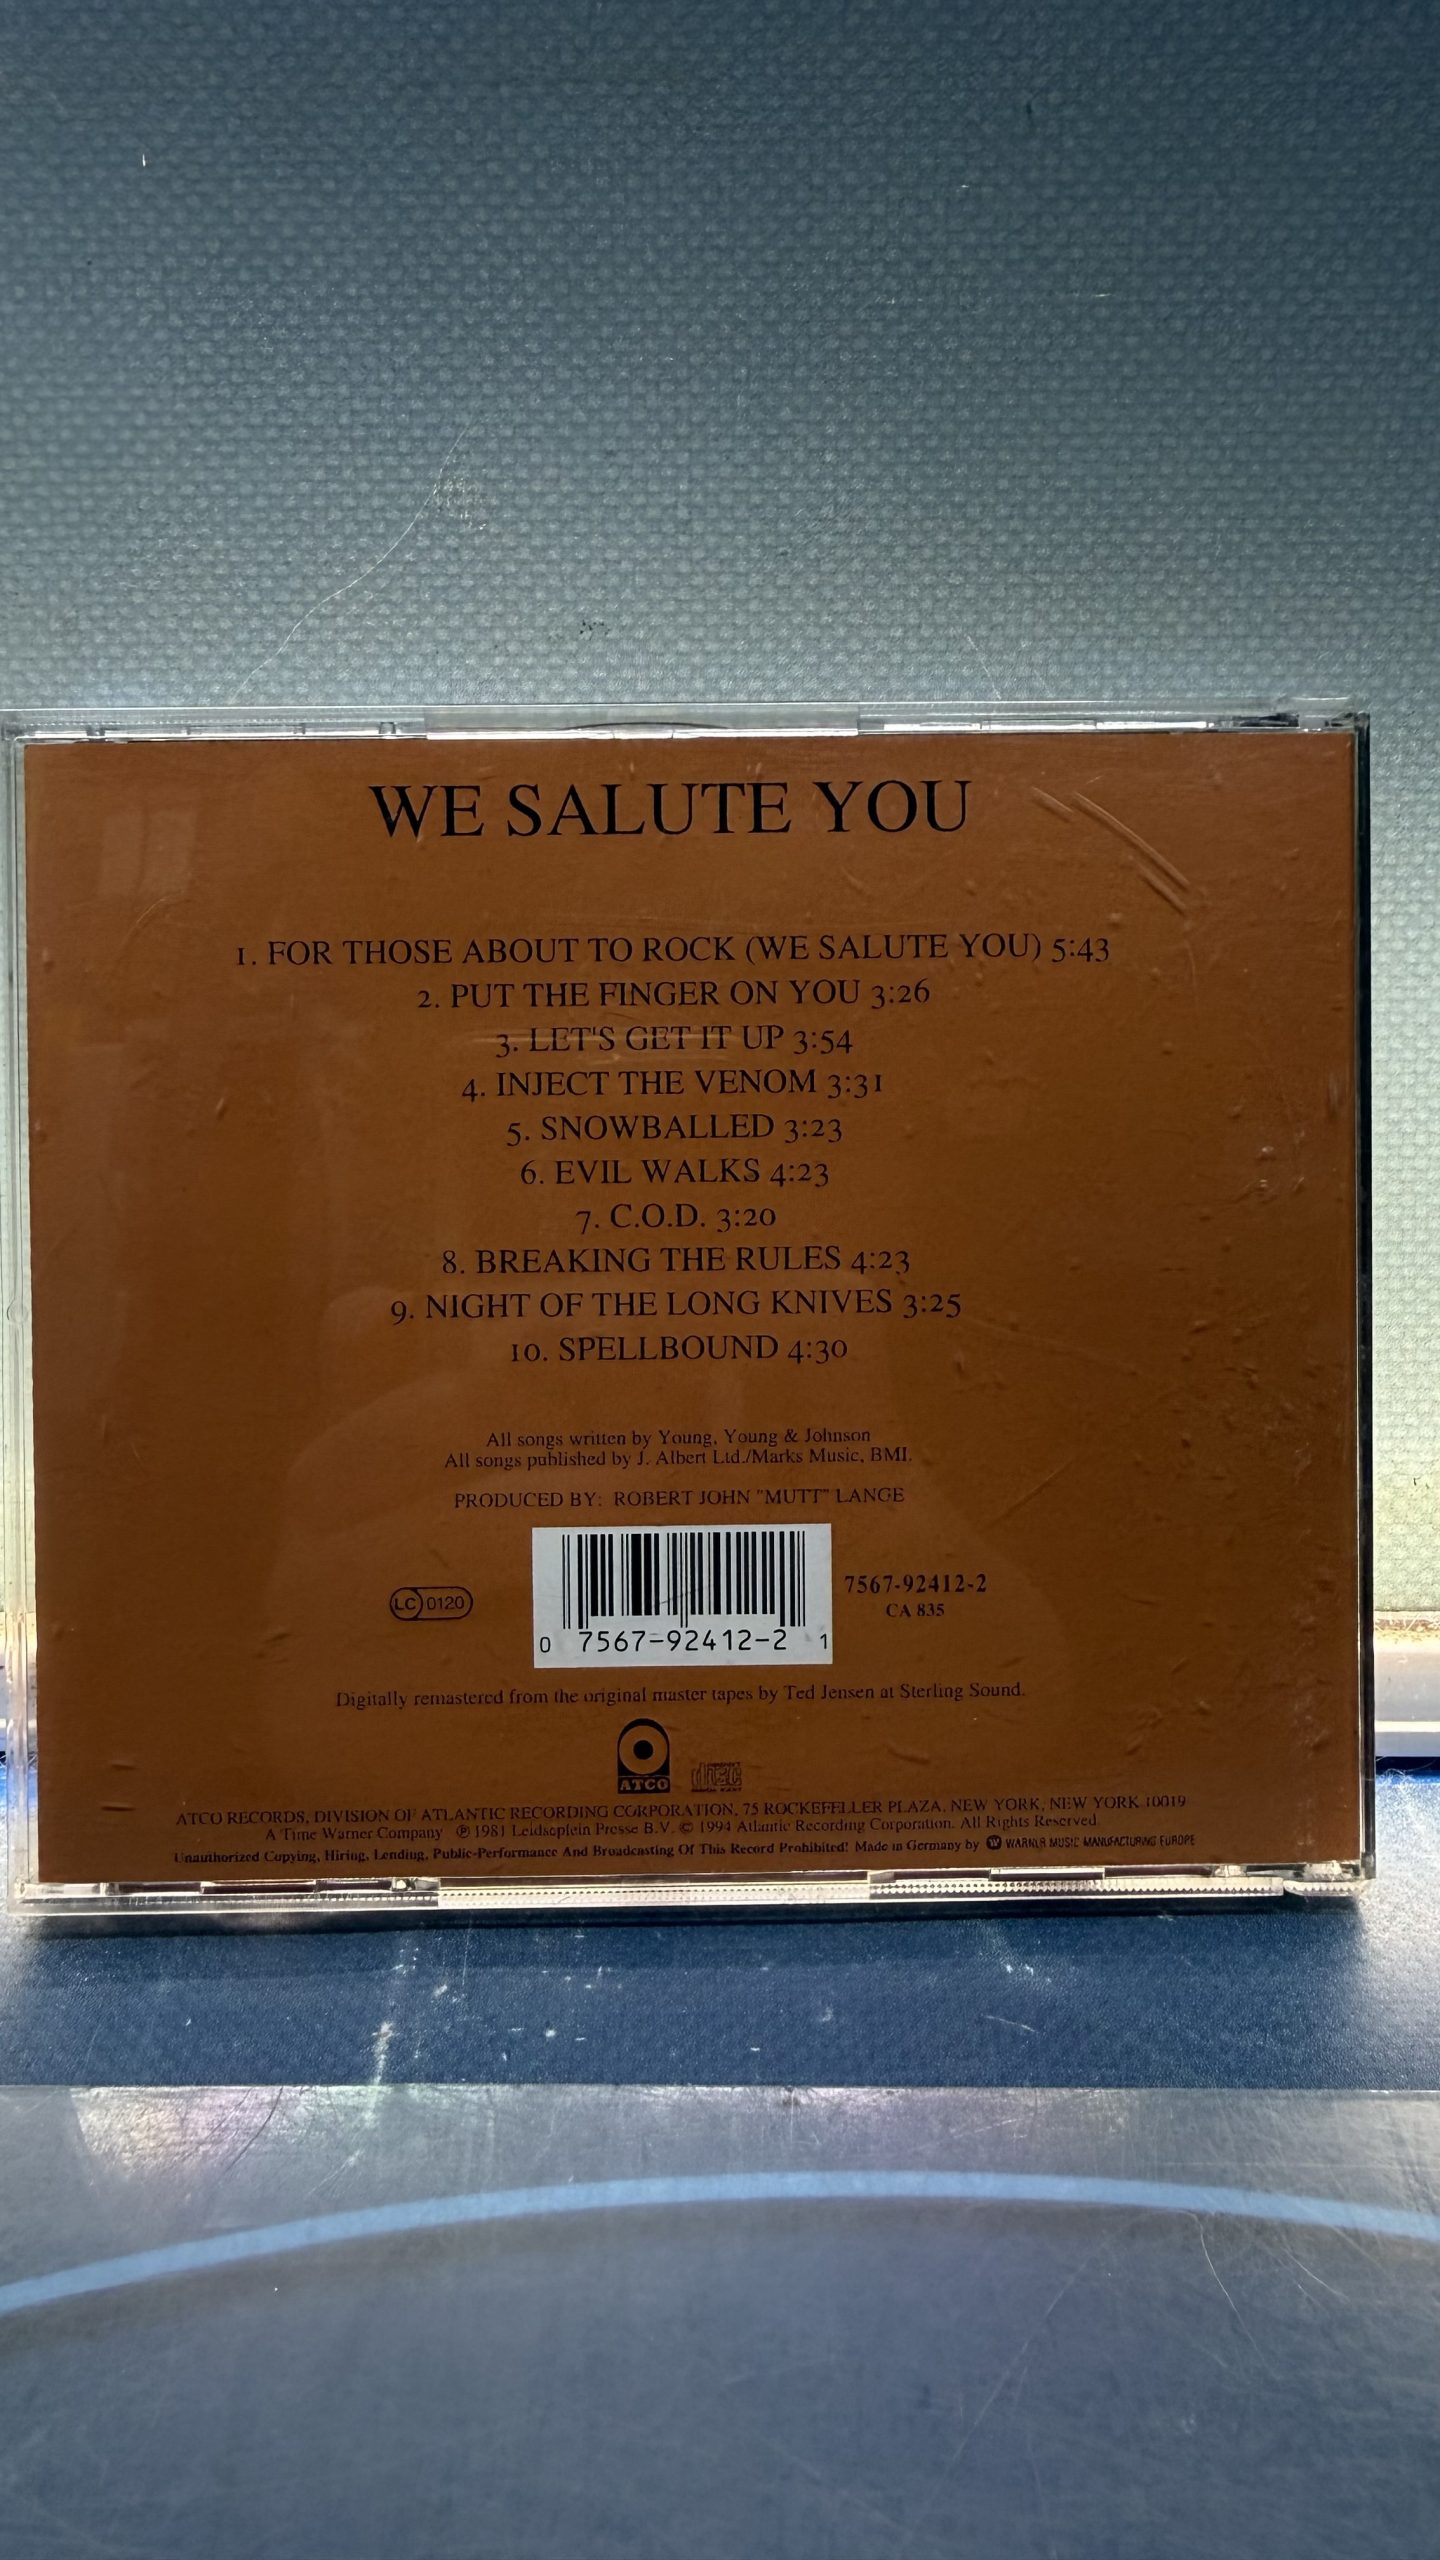 WE SALUTE YOU
1. FOR THOSE ABOUT TO ROCK (WE SALUTE YOU) 5:43
2. PUT THE FINGER ON YOU 3:26
3. LET'S GET IT UP 3:54
4. INJECT THE VENOM 3:31
5. SNOWBALLED 3:23
6. EVIL WALKS 4:23
7. C.O.D. 3:20
8. BREAKING THE RULES 4:23
9. NIGHT OF THE LONG KNIVES 3:25
10. SPELLBOUND 4:30
All songs written by Young, Young & Johnson
All songs published by J. Albert Ltd./Marks Music, BMI.
PRODUCED BY: ROBERT JOHN "MUTT" LANGE
LC 0120
0 7567-92412-2 1
7567-92412-2
CA 835
Digitally remastered from the original master tapes by Ted Jensen at Sterling Sound.
ATCO
disc
ATCO RECORDS, DIVISION OF ATLANTIC RECORDING CORPORATION, 75 ROCKEFELLER PLAZA, NEW YORK, NEW YORK 10019
A Time Warner Company ℗ 1981 Leidseplein Presse B.V. © 1994 Atlantic Recording Corporation. All Rights Reserved.
Unauthorized Copying, Hiring, Lending, Public-Performance And Broadcasting Of This Record Prohibited! Made in Germany by WARNER MUSIC MANUFACTURING EUROPE